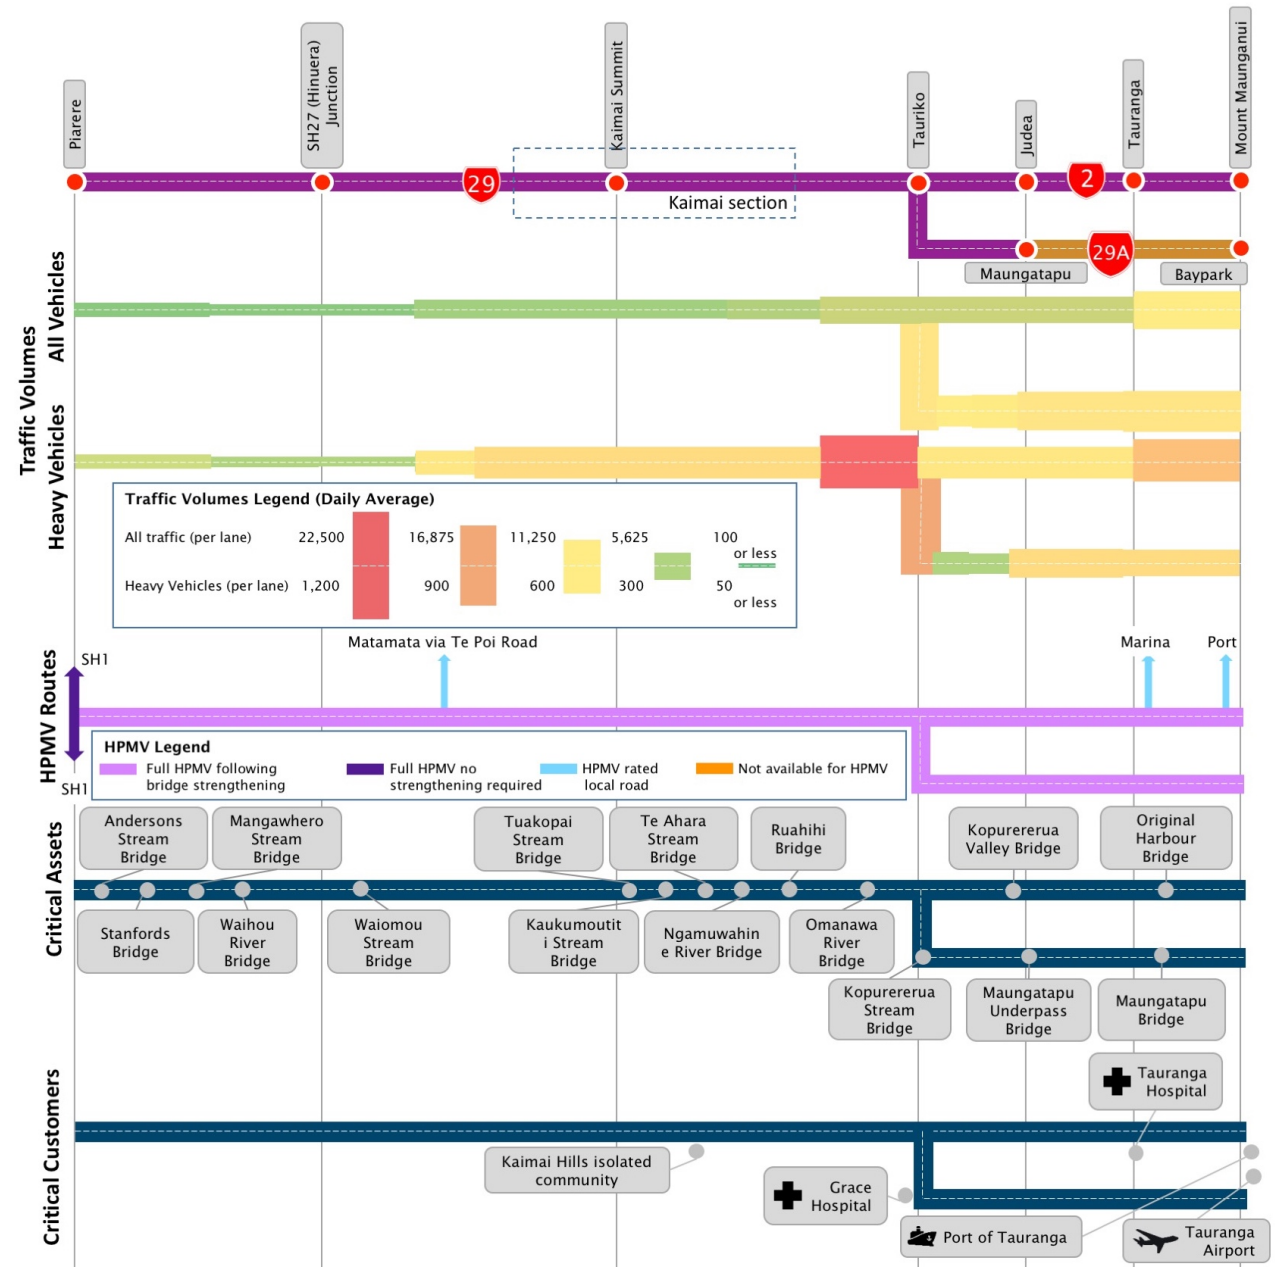 Piarere
SH27 (Hinuera)
Junction
Kaimai Summit
Tauriko
Judea
Tauranga
Mount Maunganui
29
2
Kaimai section
29A
Maungatapu
Baypark
Traffic Volumes
All Vehicles
Heavy Vehicles
Traffic Volumes Legend (Daily Average)
All traffic (per lane) 22,500 16,875 11,250 5,625 100
or less
Heavy Vehicles (per lane) 1,200 900 600 300 50
or less
HPMV Routes
SH1
Matamata via Te Poi Road
Marina
Port
SH1
HPMV Legend
Full HPMV following
bridge strengthening
Full HPMV no
strengthening required
HPMV rated
local road
Not available for HPMV
Critical Assets
Andersons
Stream
Bridge
Mangawhero
Stream
Bridge
Tuakopai
Stream
Bridge
Te Ahara
Stream
Bridge
Ruahihi
Bridge
Kopurererua
Valley Bridge
Original
Harbour
Bridge
Stanfords
Bridge
Waihou
River
Bridge
Waiomou
Stream
Bridge
Kaukumoutit
i Stream
Bridge
Ngamuwahin
e River Bridge
Omanawa
River
Bridge
Kopurererua
Stream
Bridge
Maungatapu
Underpass
Bridge
Maungatapu
Bridge
Critical Customers
Tauranga
Hospital
Kaimai Hills isolated
community
Grace
Hospital
Port of Tauranga
Tauranga
Airport